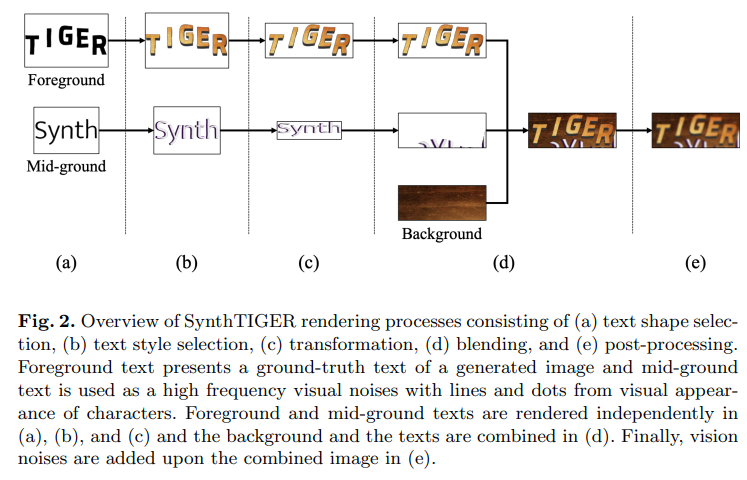 TIGER TIGER TIGER TIGER
Foreground
Synth Synth Synth TIGER TIGER
Mid-ground
Background
(a) (b) (c) (d) (e)
Fig. 2. Overview of SynthTIGER rendering processes consisting of (a) text shape selec-
tion, (b) text style selection, (c) transformation, (d) blending, and (e) post-processing.
Foreground text presents a ground-truth text of a generated image and mid-ground
text is used as a high frequency visual noises with lines and dots from visual appear-
ance of characters. Foreground and mid-ground texts are rendered independently in
(a), (b), and (c) and the background and the texts are combined in (d). Finally, vision
noises are added upon the combined image in (e).